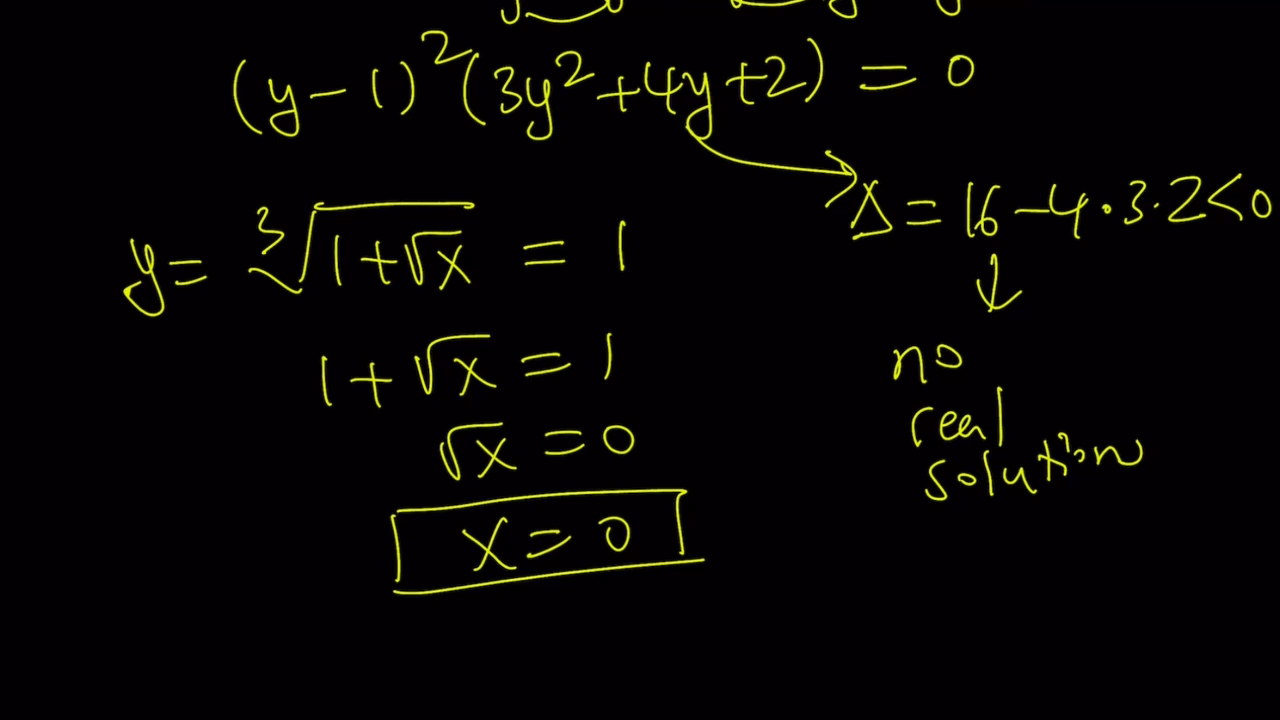 (y-1)²(3y²+4y+2) = 0
Δ = 16-4·3·2<0
y = ∛(1+√x) = 1
↓
1+√x = 1
no
real
solution
√x = 0
x = 0